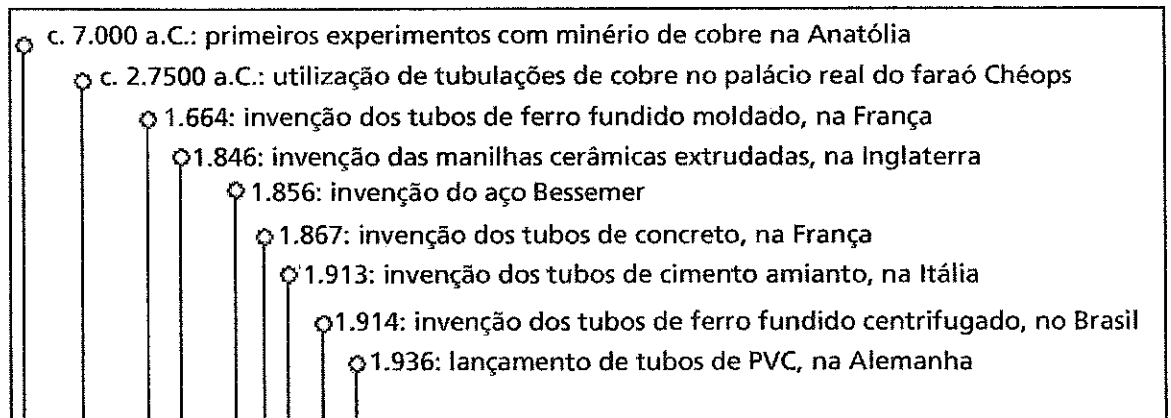 c. 7.000 a.C.: primeiros experimentos com minério de cobre na Anatólia
c. 2.7500 a.C.: utilização de tubulações de cobre no palácio real do faraó Chéops
1.664: invenção dos tubos de ferro fundido moldado, na França
1.846: invenção das manilhas cerâmicas extrudadas, na Inglaterra
1.856: invenção do aço Bessemer
1.867: invenção dos tubos de concreto, na França
1.913: invenção dos tubos de cimento amianto, na Itália
1.914: invenção dos tubos de ferro fundido centrifugado, no Brasil
1.936: lançamento de tubos de PVC, na Alemanha